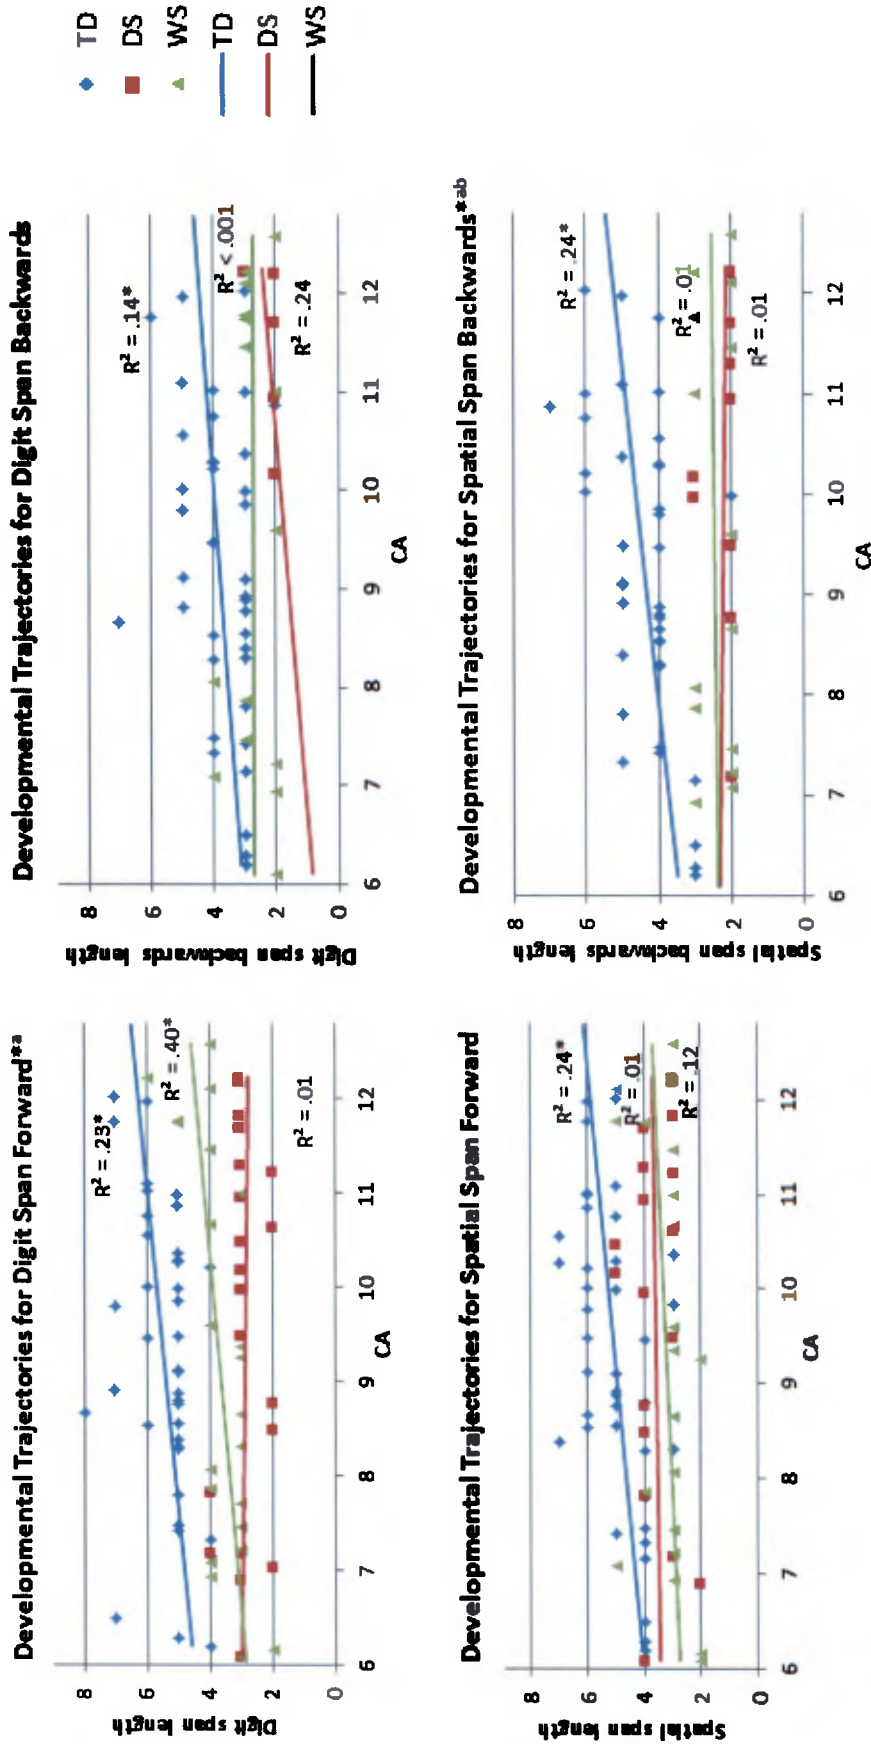 Developmental Trajectories for Digit Span Forward*a
Digit span length
8
6
4
2
0
R² = .23*
R² = .40*
R² = .01
6
7
8
9
10
11
12
CA
Developmental Trajectories for Digit Span Backwards
Digit span backwards length
8
6
4
2
0
R² = .14*
R² < .001
R² = .24
6
7
8
9
10
11
12
CA
TD
DS
WS
TD
DS
WS
Developmental Trajectories for Spatial Span Forward
Spatial span length
8
6
4
2
0
R² = .24*
R² = .01
R² = .12
6
7
8
9
10
11
12
CA
Developmental Trajectories for Spatial Span Backwards*ab
Spatial span backwards length
8
6
4
2
0
R² = .24*
R² = .01
R² = .01
6
7
8
9
10
11
12
CA